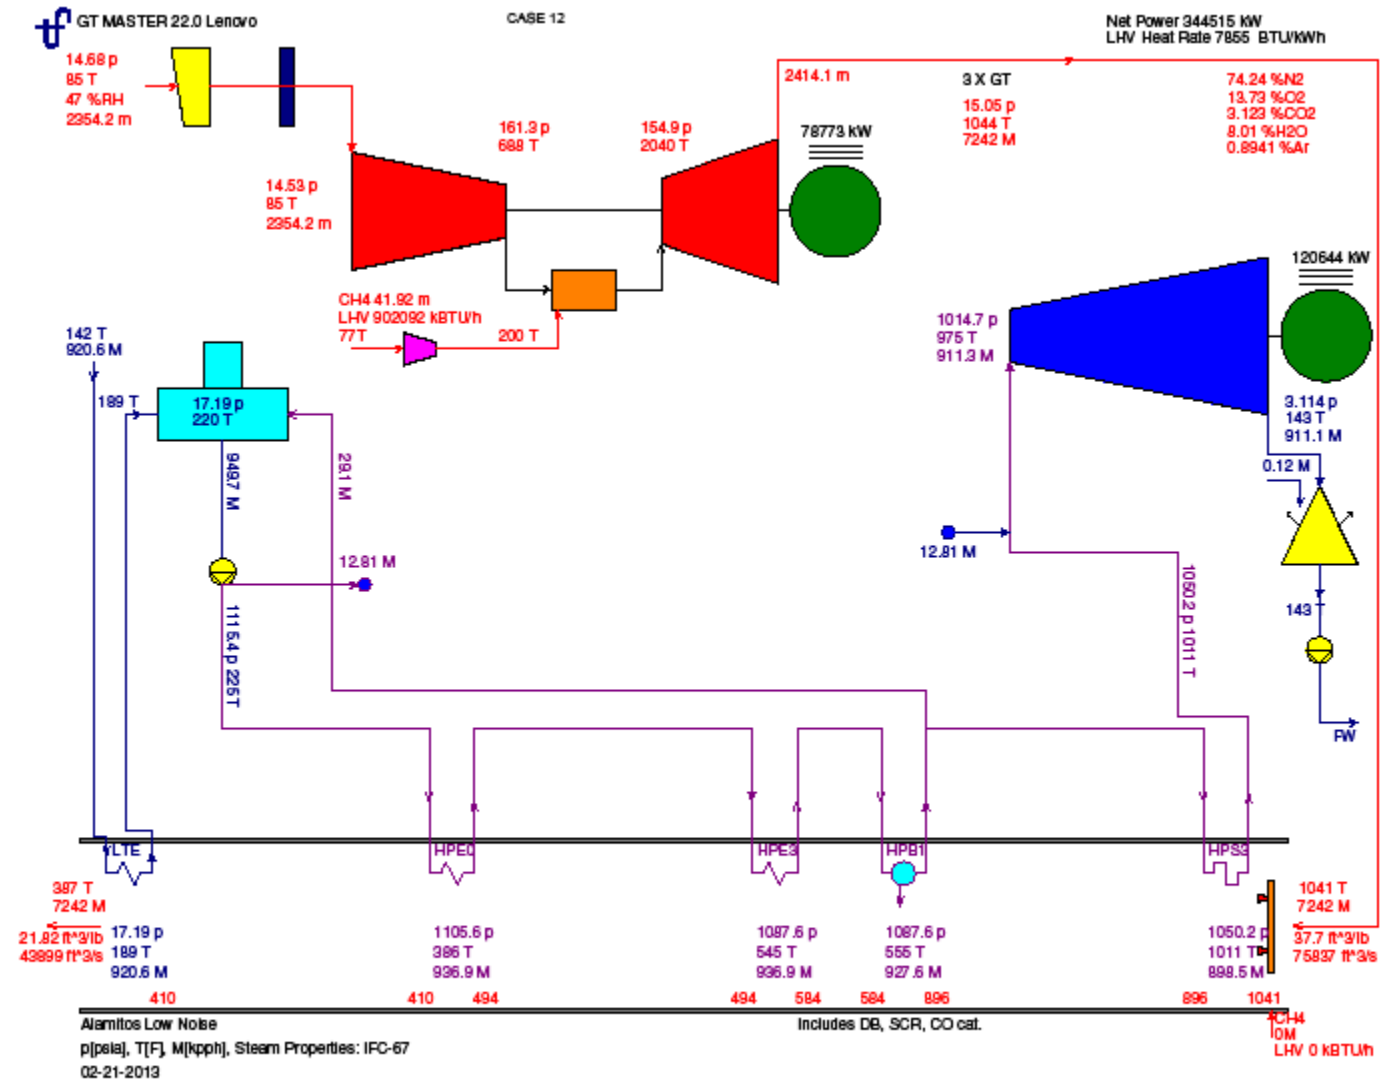 GT MASTER 22.0 Lenovo
CASE 12
Net Power 344515 kW
LHV Heat Rate 7855 BTU/kWh
14.68 p
85 T
47 %RH
2354.2 m
2414.1 m
3 X GT
15.05 p
1044 T
7242 M
74.24 %N2
13.73 %O2
3.123 %CO2
8.01 %H2O
0.8941 %Ar
161.3 p
688 T
154.9 p
2040 T
78773 kW
14.53 p
85 T
2354.2 m
120644 kW
CH4 41.92 m
LHV 902092 kBTU/h
77T
200 T
1014.7 p
975 T
911.3 M
142 T
920.6 M
189 T
17.19 p
220 T
3.114 p
143 T
911.1 M
0.12 M
949.7 M
29.1 M
12.81 M
12.81 M
1115.4 p 225T
1050.2 p 1011 T
143 T
FW
LTE
HPE0
HPE3
HPB1
HPS3
387 T
7242 M
21.82 ft^3/lb
43899 ft^3/s
17.19 p
189 T
920.6 M
1105.6 p
386 T
936.9 M
1087.6 p
545 T
936.9 M
1087.6 p
555 T
927.6 M
1050.2 p
1011 T
898.5 M
1041 T
7242 M
37.7 ft^3/lb
75837 ft^3/s
410
410 494
494 584
584 896
896 1041
CH4
0M
LHV 0 kBTU/h
Alamitos Low Noise
Includes DB, SCR, CO cat.
p[psia], T[F], M[kpph], Steam Properties: IFC-67
02-21-2013